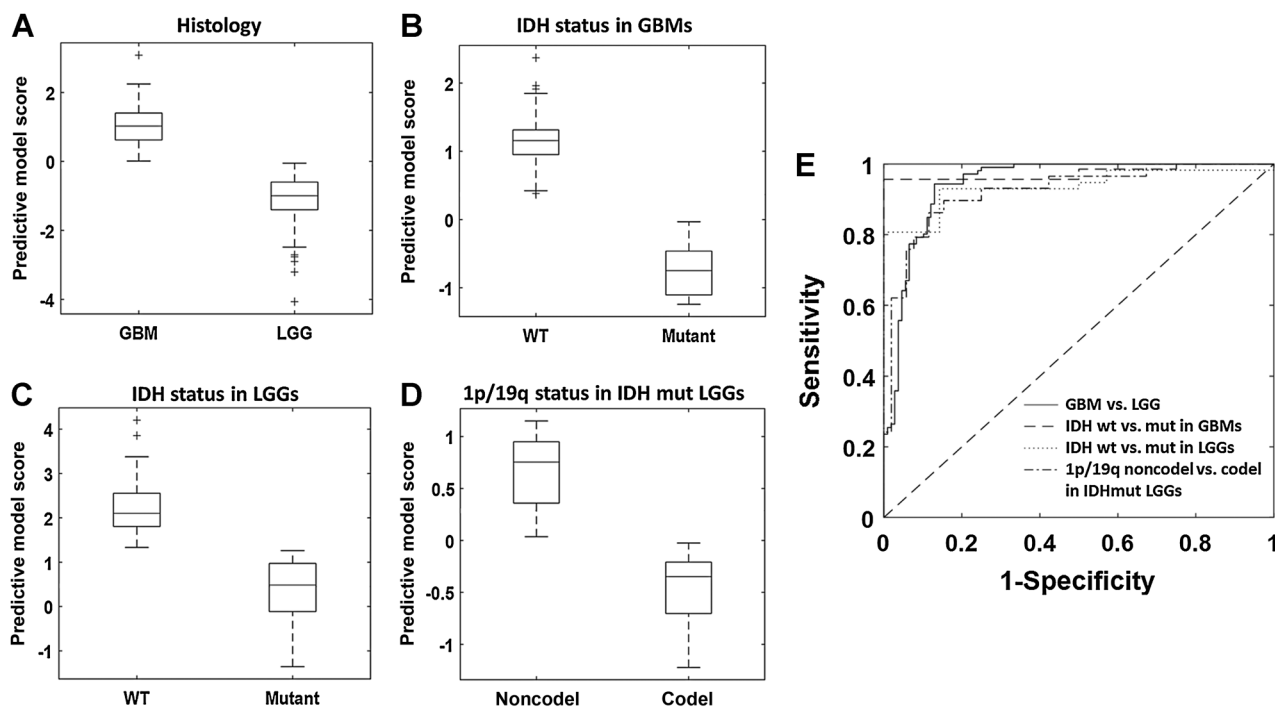 A
Histology
Predictive model score
2
0
-2
-4
GBM
LGG
B
IDH status in GBMs
Predictive model score
2
1
0
-1
WT
Mutant
C
IDH status in LGGs
Predictive model score
4
3
2
1
0
-1
WT
Mutant
D
1p/19q status in IDH mut LGGs
Predictive model score
1
0.5
0
-0.5
-1
Noncodel
Codel
E
Sensitivity
1
0.8
0.6
0.4
0.2
0
0
0.2
0.4
0.6
0.8
1
1-Specificity
GBM vs. LGG
IDH wt vs. mut in GBMs
IDH wt vs. mut in LGGs
1p/19q noncodel vs. codel
in IDHmut LGGs